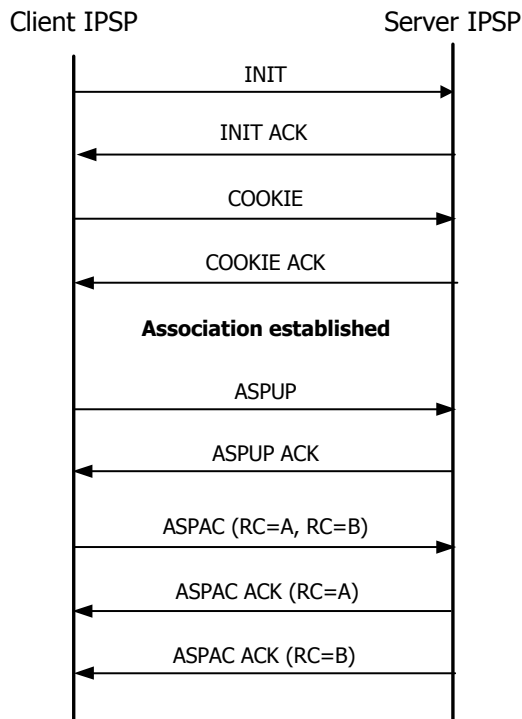 Client IPSP
Server IPSP
INIT
INIT ACK
COOKIE
COOKIE ACK
Association established
ASPUP
ASPUP ACK
ASPAC (RC=A, RC=B)
ASPAC ACK (RC=A)
ASPAC ACK (RC=B)